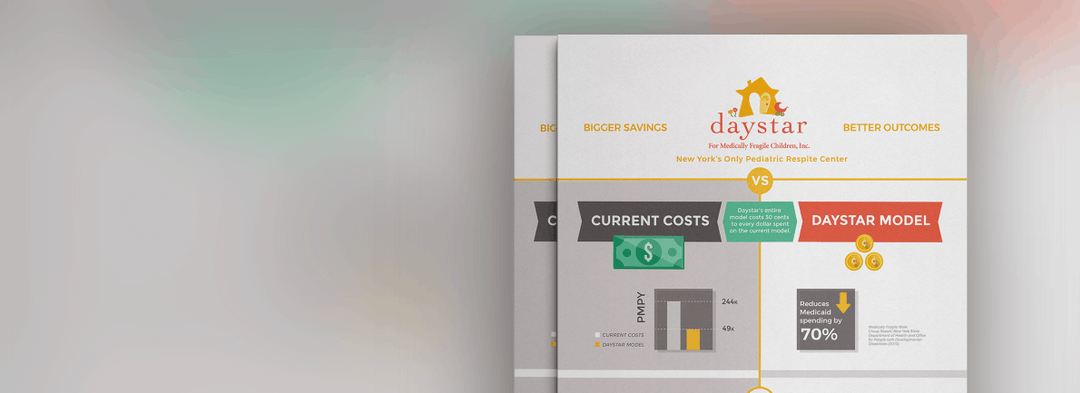 BIGGER SAVINGS
daystar
For Medically Fragile Children, Inc.
BETTER OUTCOMES
New York's Only Pediatric Respite Center
BIG
VS
C
CURRENT COSTS
Daystar's entire
model costs 30 cents
to every dollar spent
on the current model
DAYSTAR MODEL
$
PMPY
244K
49K
CURRENT COSTS
DAYSTAR MODEL
Reduces
Medicaid
spending by
70%